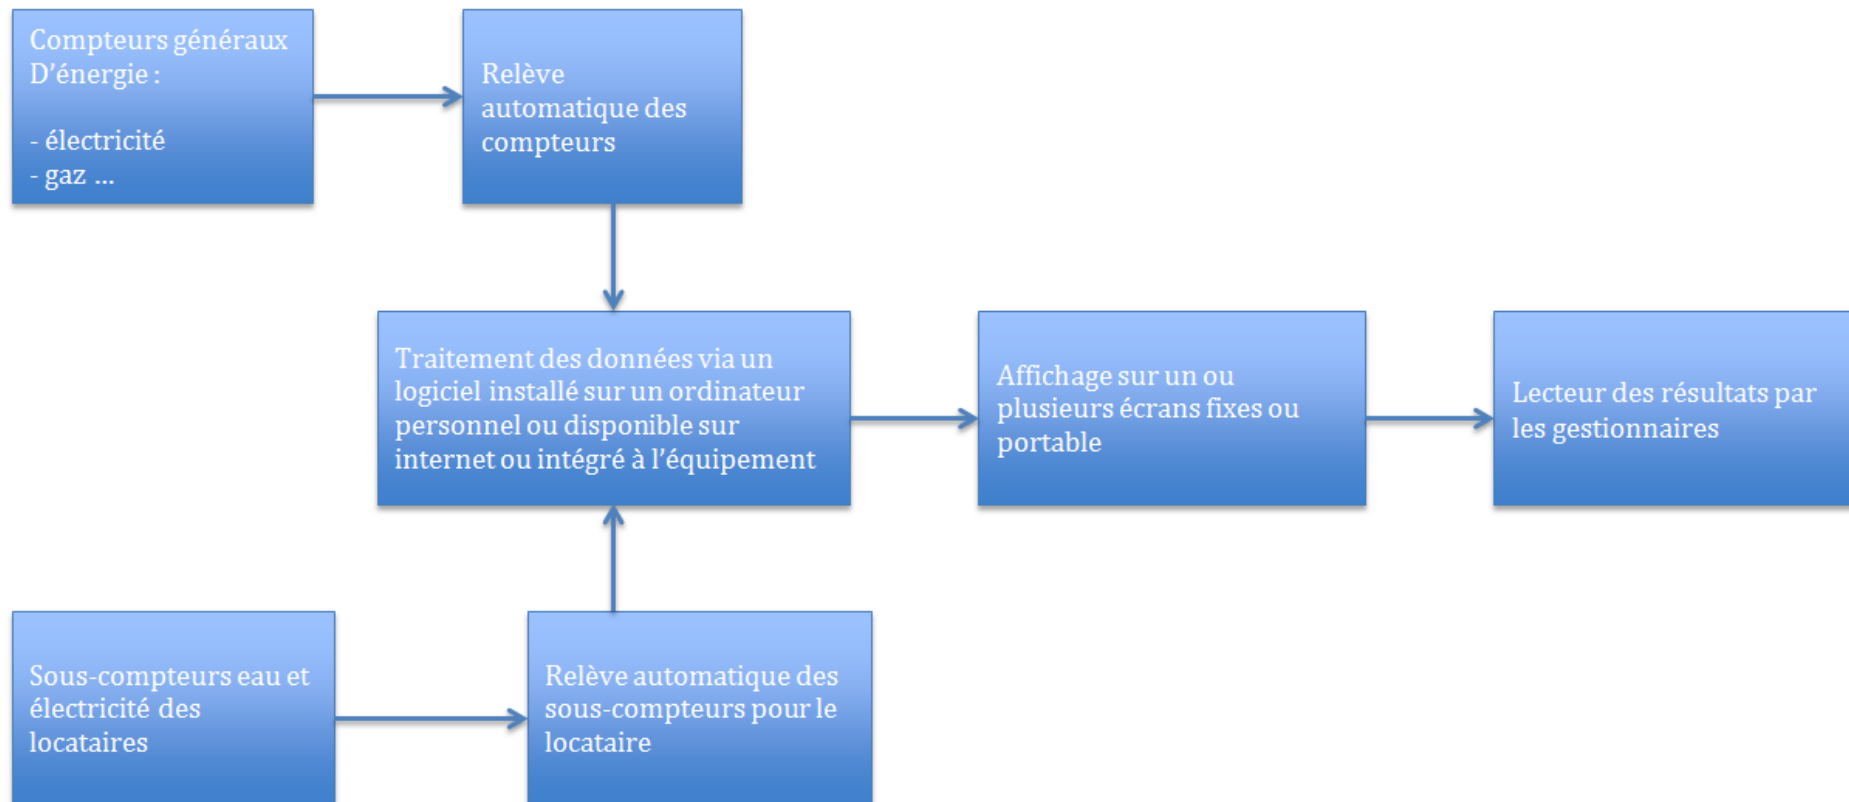 Compteurs généraux
D’énergie :
- électricité
- gaz ...
Relève
automatique des
compteurs
Traitement des données via un
logiciel installé sur un ordinateur
personnel ou disponible sur
internet ou intégré à l’équipement
Affichage sur un ou
plusieurs écrans fixes ou
portable
Lecteur des résultats par
les gestionnaires
Sous-compteurs eau et
électricité des
locataires
Relève automatique des
sous-compteurs pour le
locataire